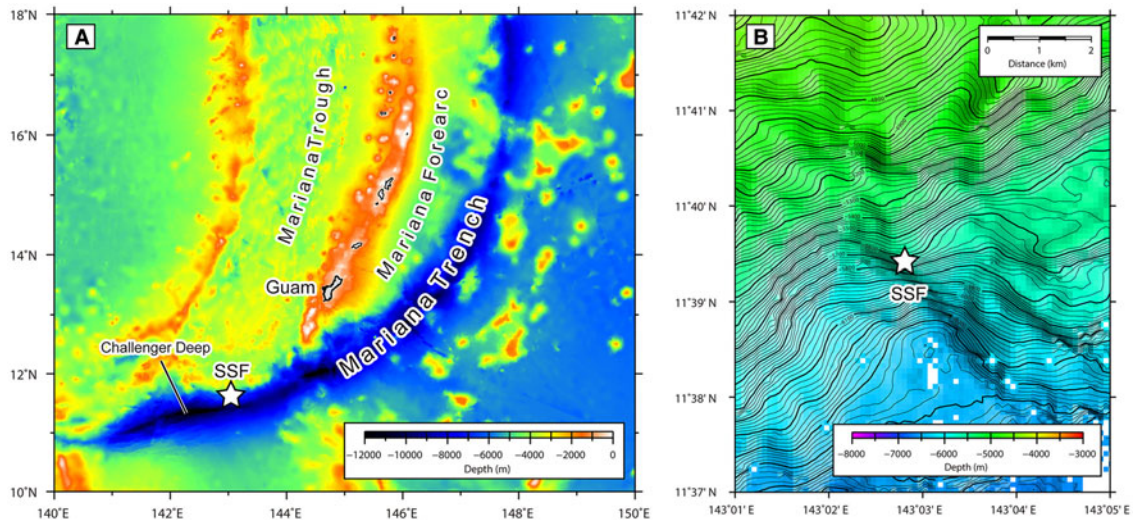 A
18°N
16°N
14°N
12°N
10°N
140°E
142°E
144°E
146°E
148°E
150°E
Mariana Trough
Mariana Forearc
Mariana Trench
Guam
Challenger Deep
SSF
−12000 −10000 −8000 −6000 −4000 −2000 0
Depth (m)
B
11°42' N
11°41' N
11°40' N
11°39' N
11°38' N
11°37' N
143°01' E
143°02' E
143°03' E
143°04' E
143°05' E
0 1 2
Distance (km)
SSF
−8000 −7000 −6000 −5000 −4000 −3000
Depth (m)